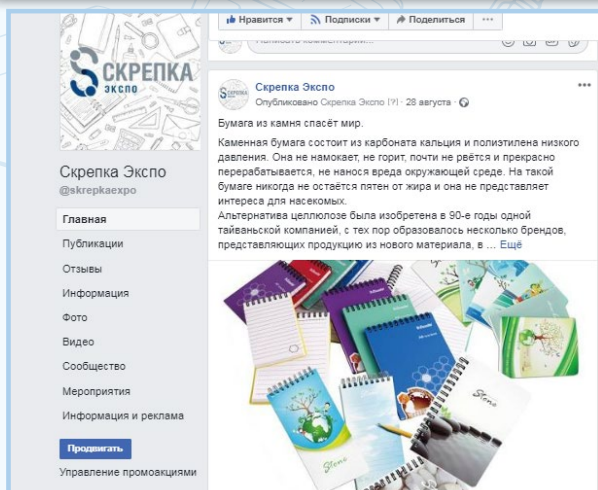 Нравится
Подписки
Поделиться
СКРЕПКА
ЭКСПО
Скрепка Экспо
@skrepkaexpo
Главная
Публикации
Отзывы
Информация
Фото
Видео
Сообщество
Мероприятия
Информация и реклама
Продвигать
Управление промоакциями
Скрепка Экспо
Опубликовано Скрепка Экспо [?] · 28 августа ·
Бумага из камня спасёт мир.
Каменная бумага состоит из карбоната кальция и полиэтилена низкого
давления. Она не намокает, не горит, почти не рвётся и прекрасно
перерабатывается, не нанося вреда окружающей среде. На такой
бумаге никогда не остаётся пятен от жира и она не представляет
интереса для насекомых.
Альтернатива целлюлозе была изобретена в 90-е годы одной
тайваньской компанией, с тех пор образовалось несколько брендов,
представляющих продукцию из нового материала, в ... Ещё
Stone
Stone